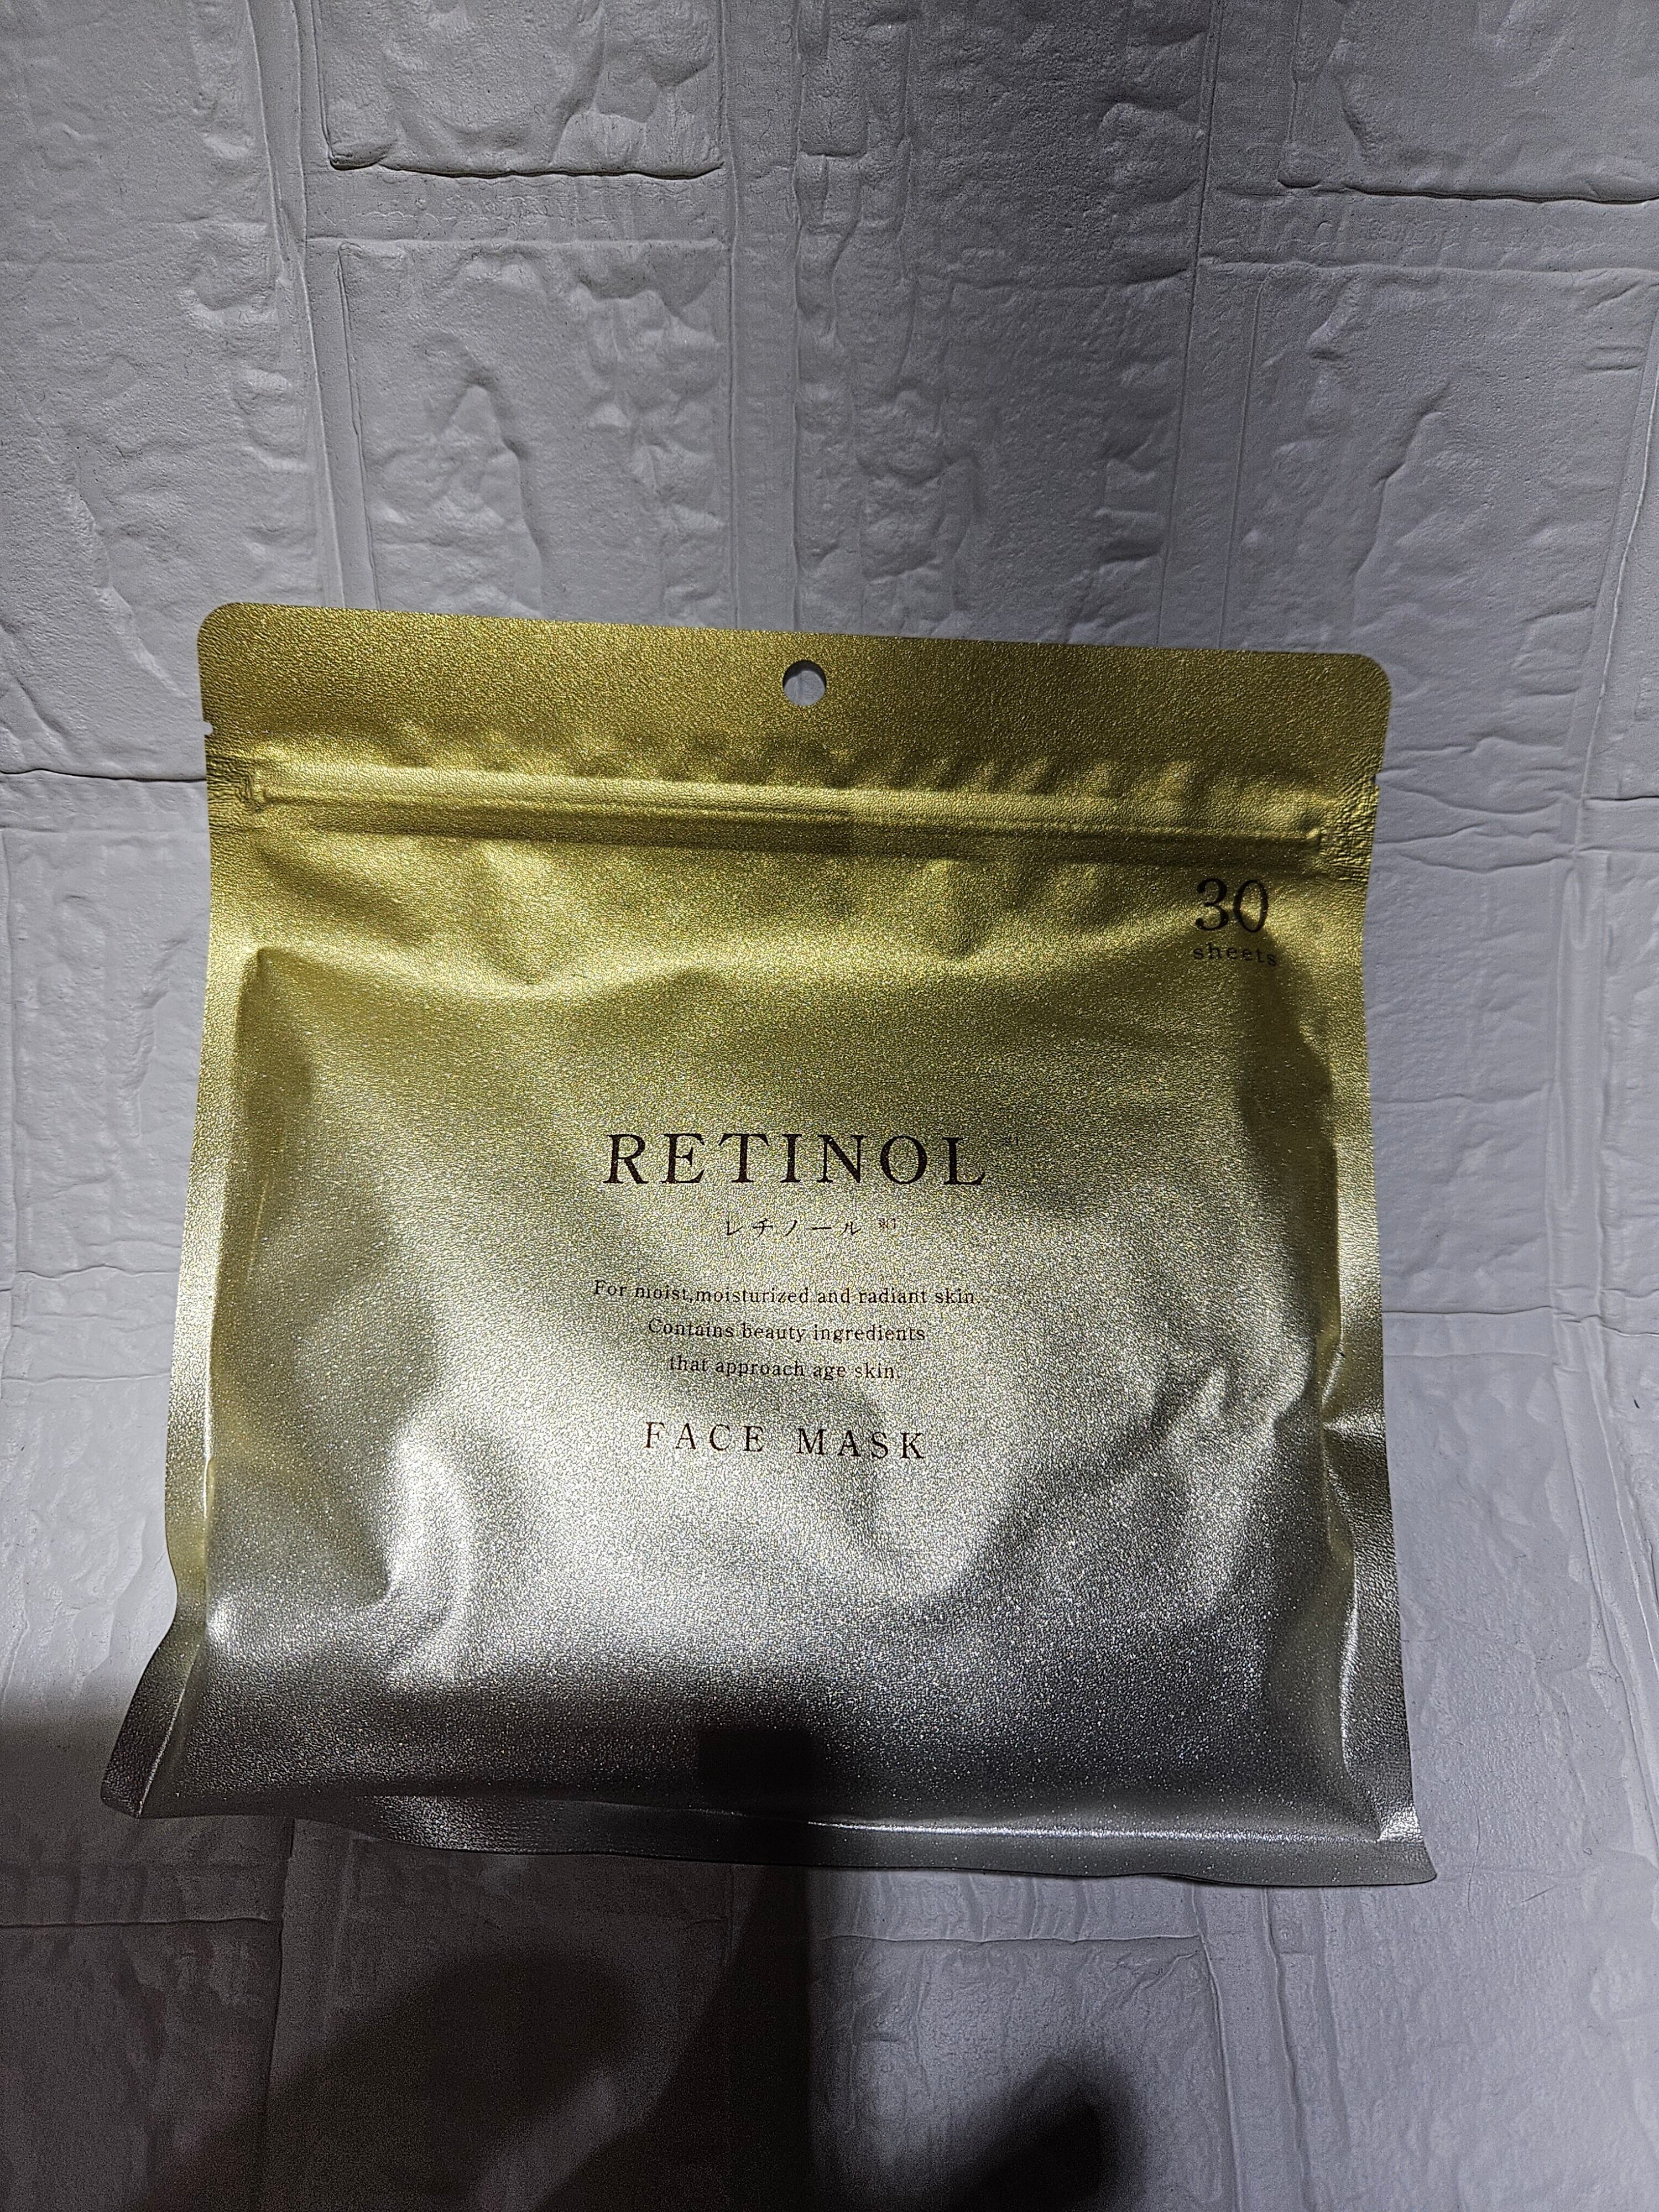 30
sheets
RETINOL
レチノール ※1
For moist,moisturized and radiant skin.
Contains beauty ingredients
that approach age skin.
FACE MASK